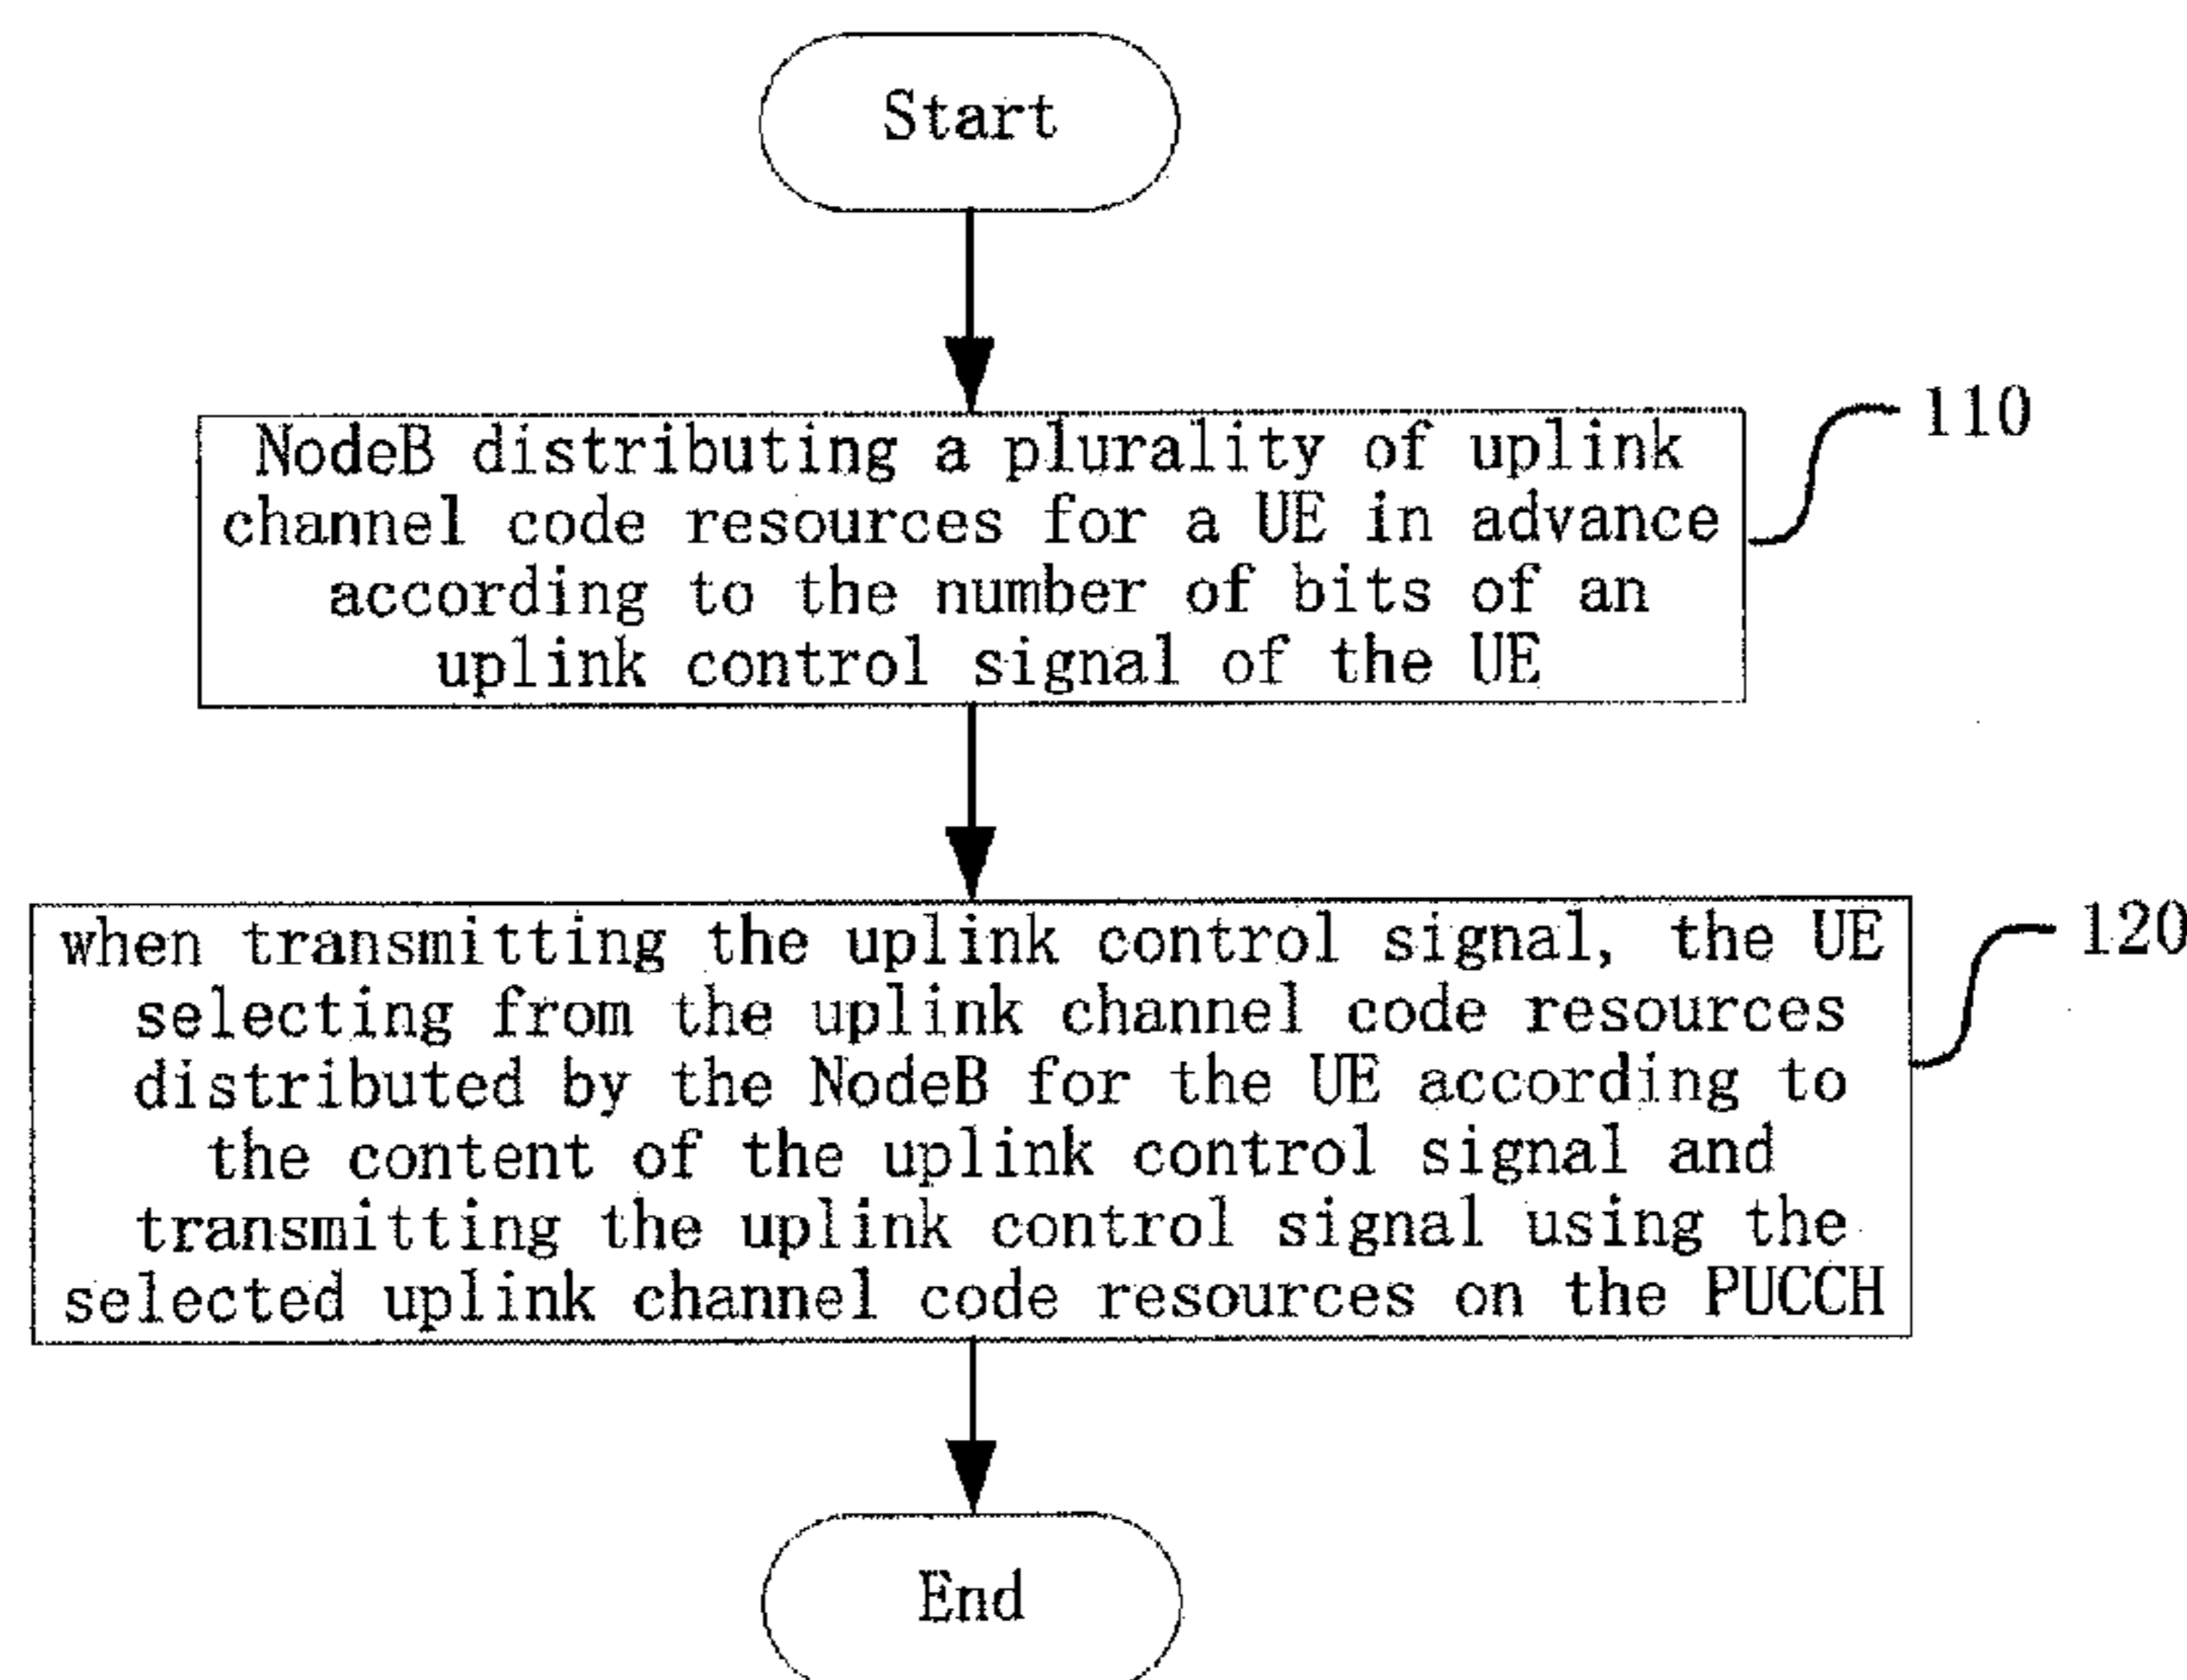 Start
NodeB distributing a plurality of uplink
channel code resources for a UE in advance
according to the number of bits of an
uplink control signal of the UE
110
when transmitting the uplink control signal, the UE
selecting from the uplink channel code resources
distributed by the NodeB for the UE according to
the content of the uplink control signal and
transmitting the uplink control signal using the
selected uplink channel code resources on the PUCCH
120
End